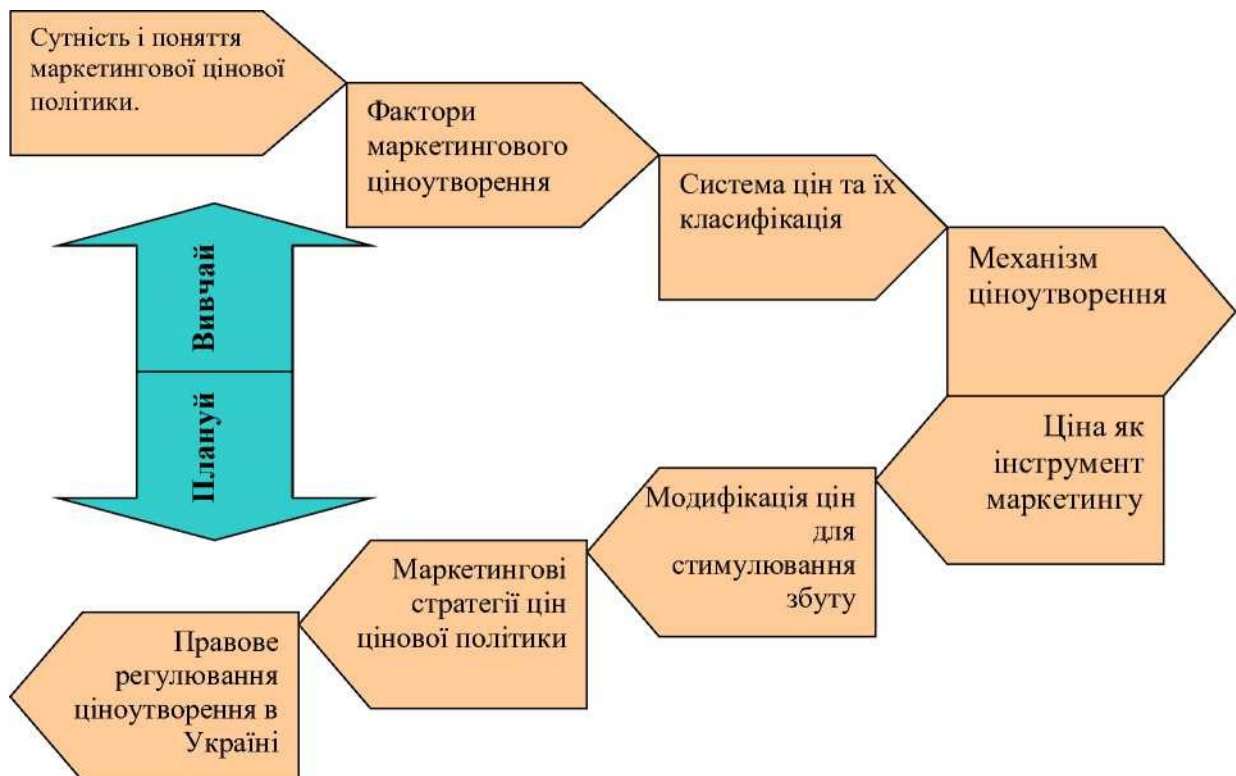 Сутність і поняття
маркетингової цінової
політики.
Фактори
маркетингового
ціноутворення
Система цін та їх
класифікація
Механізм
ціноутворення
Вивчай
Плануй
Ціна як
інструмент
маркетингу
Модифікація цін
для
стимулювання
збуту
Маркетингові
стратегії цін
цінової політики
Правове
регулювання
ціноутворення в
Україні